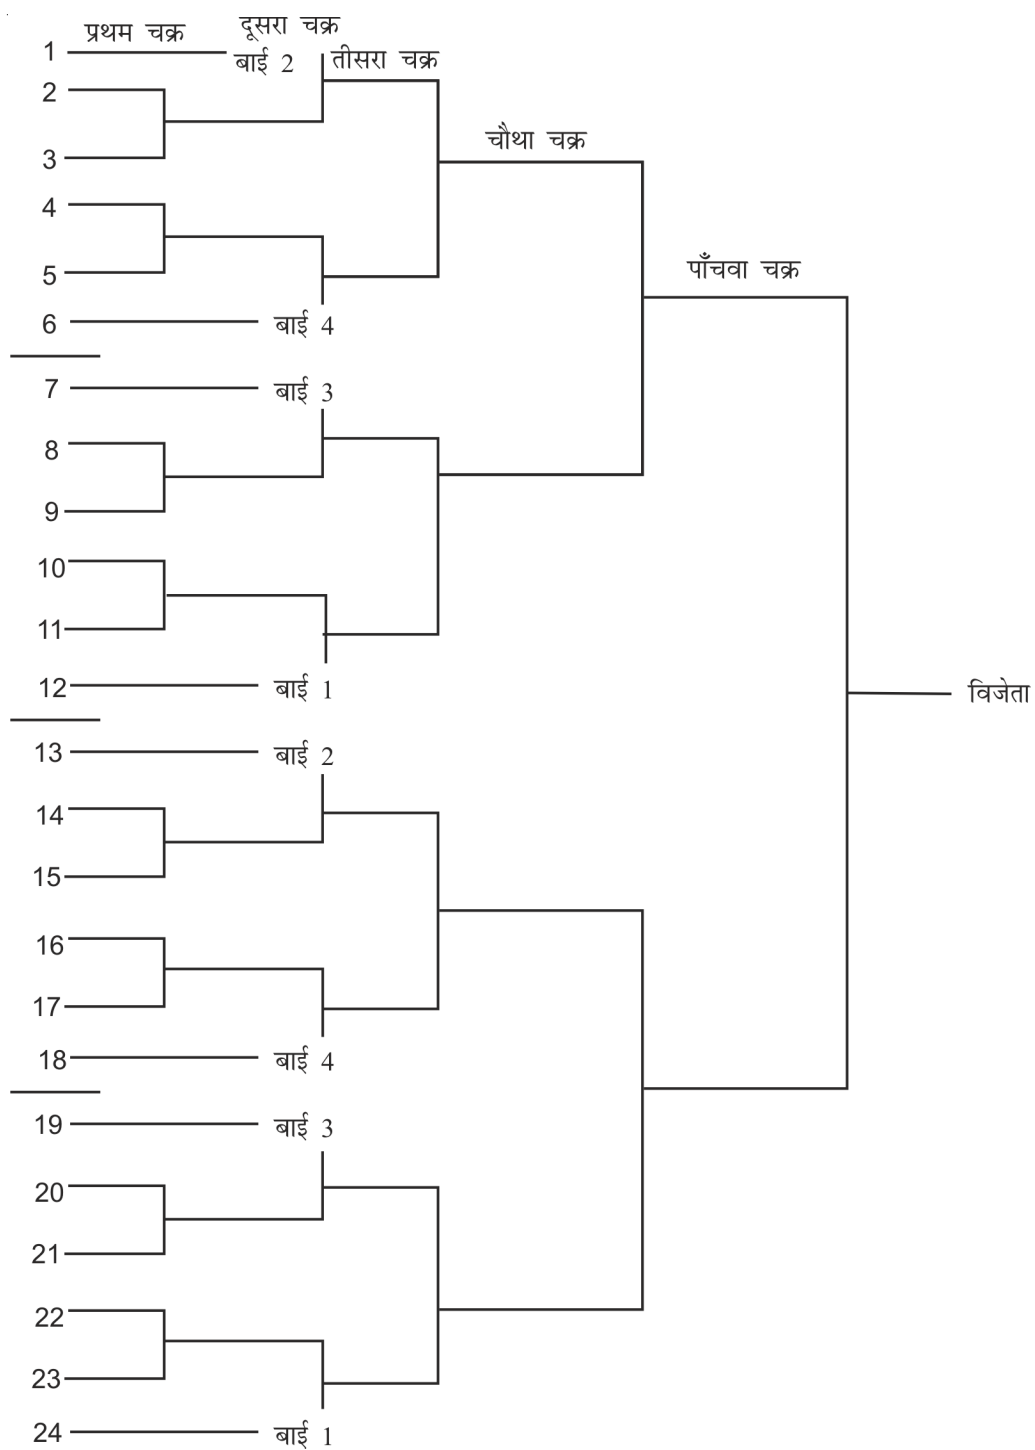 प्रथम चक्र
दूसरा चक्र
तीसरा चक्र
चौथा चक्र
पाँचवा चक्र
विजेता
1 बाई 2
2
3
4
5
6 बाई 4
7 बाई 3
8
9
10
11
12 बाई 1
13 बाई 2
14
15
16
17
18 बाई 4
19 बाई 3
20
21
22
23
24 बाई 1